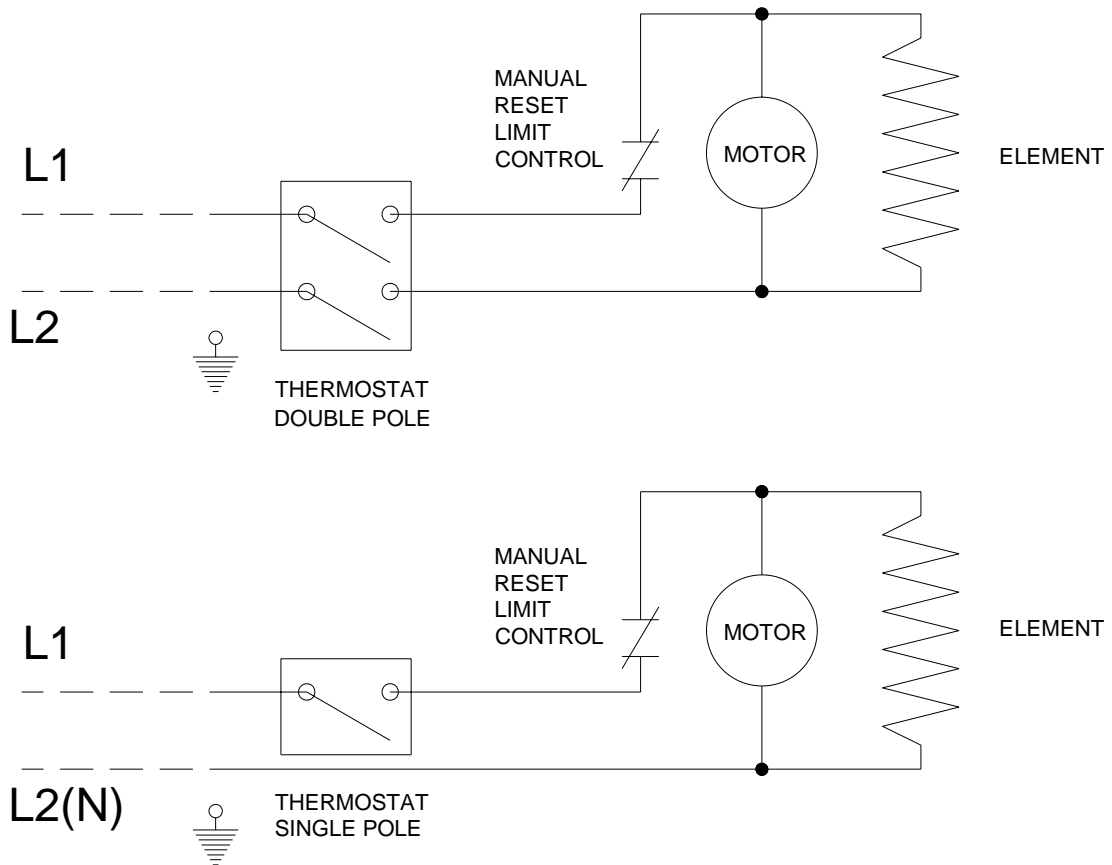 MANUAL
RESET
LIMIT
CONTROL
MOTOR
ELEMENT
L1
L2
THERMOSTAT
DOUBLE POLE
MANUAL
RESET
LIMIT
CONTROL
MOTOR
ELEMENT
L1
L2(N)
THERMOSTAT
SINGLE POLE